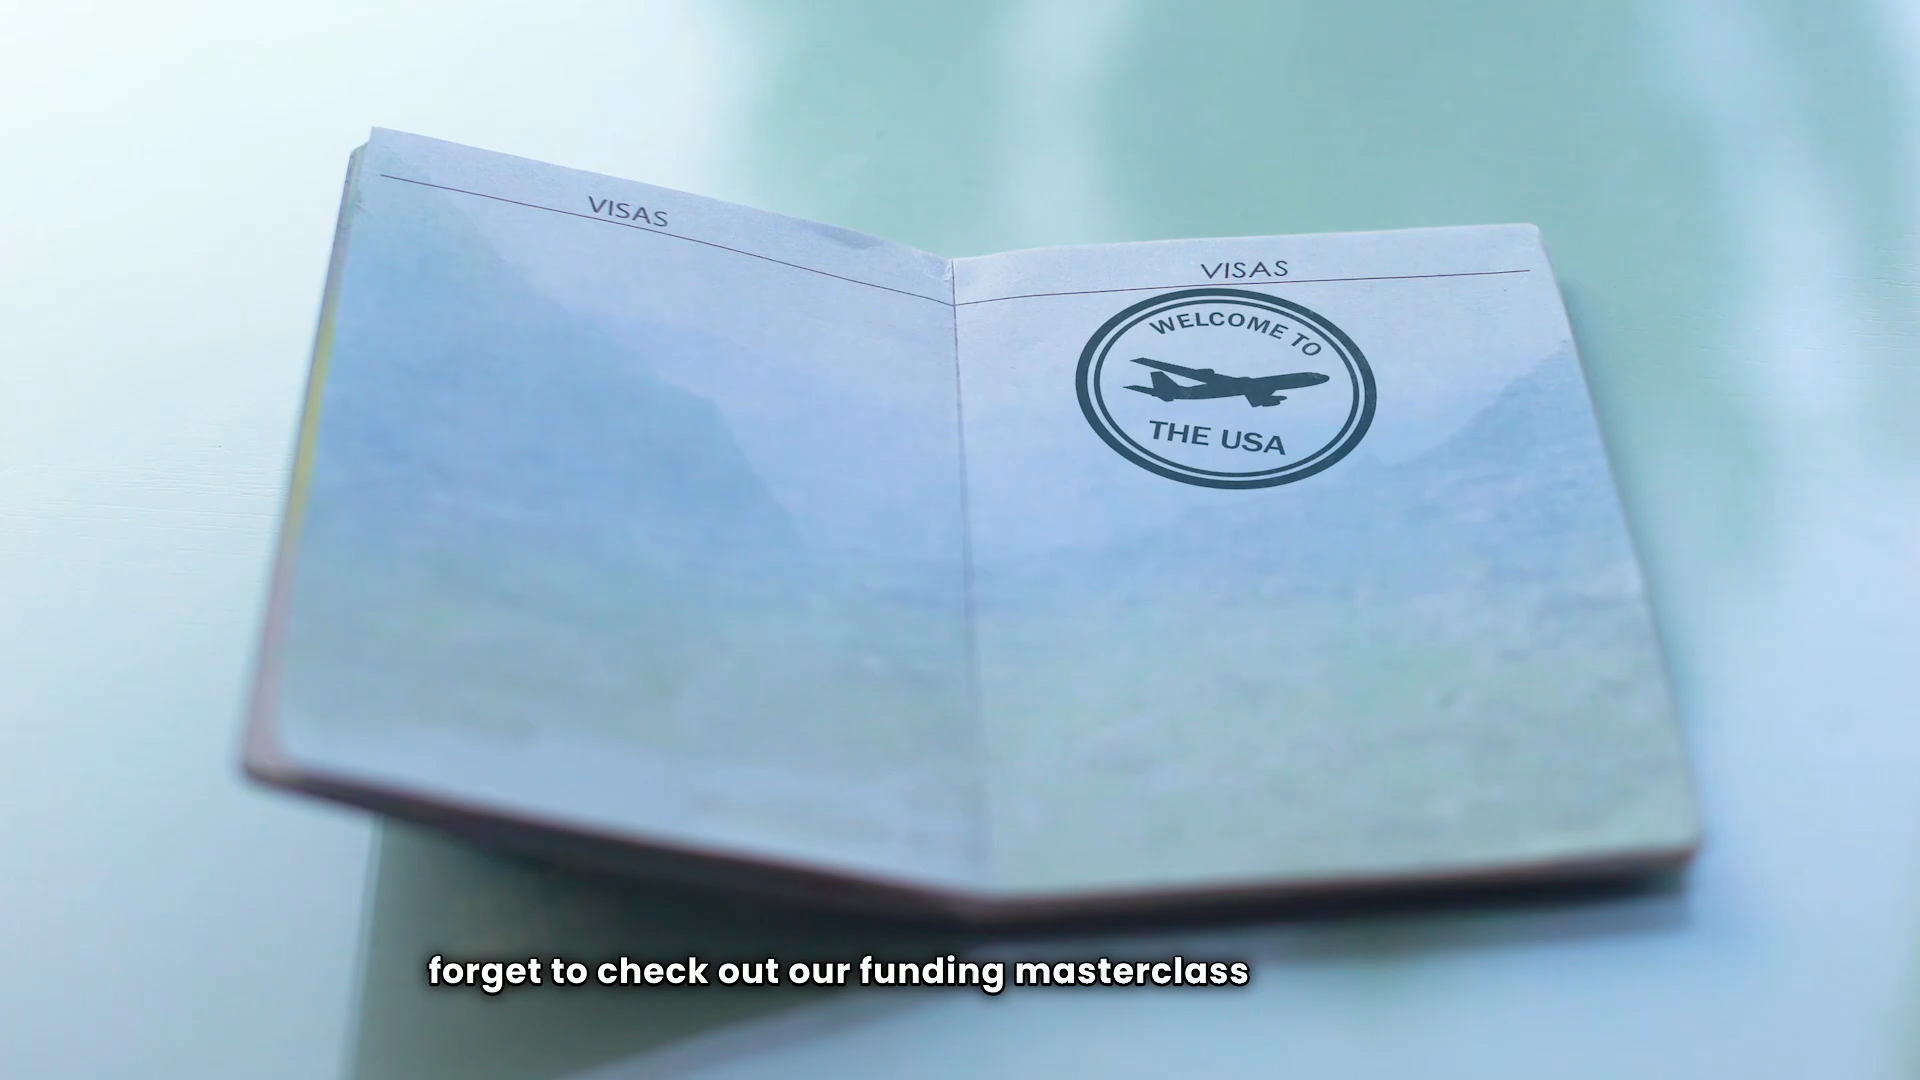 VISAS
VISAS
WELCOME TO
THE USA
forget to check out our funding masterclass